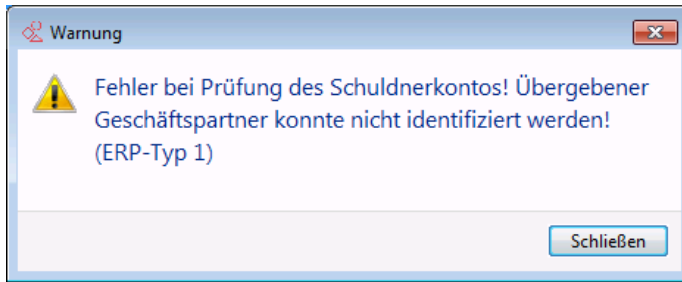 Warnung
Fehler bei Prüfung des Schuldnerkontos! Übergebener
Geschäftspartner konnte nicht identifiziert werden!
(ERP-Typ 1)
Schließen